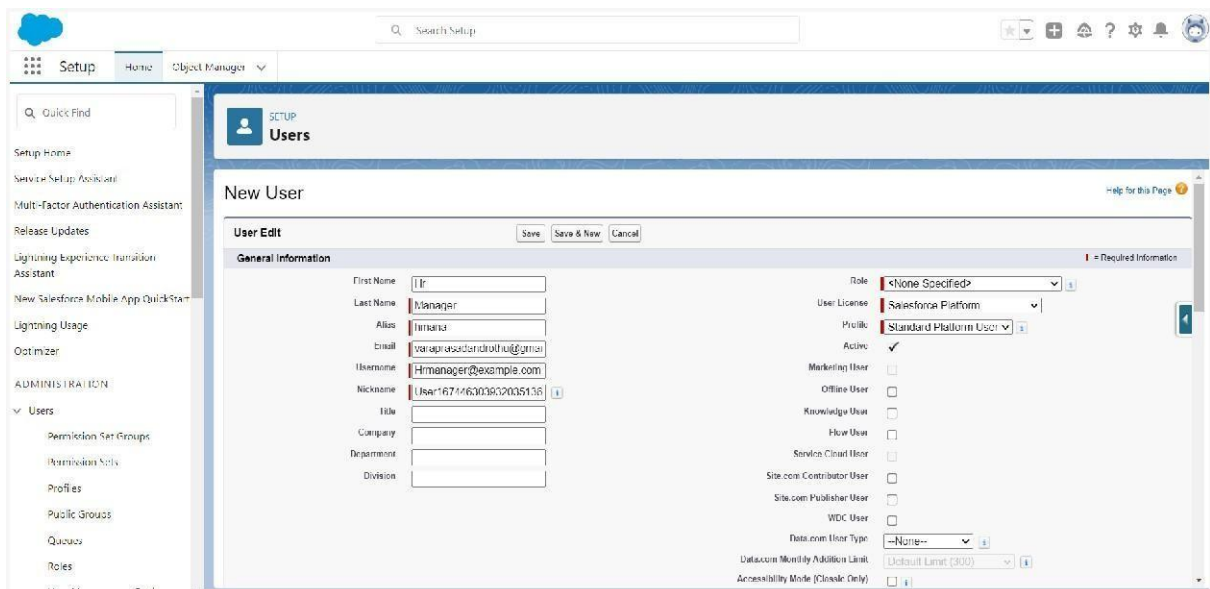 Search Setup
Setup
Home
Object Manager
Quick Find
Setup Home
Service Setup Assistant
Multi-Factor Authentication Assistant
Release Updates
Lightning Experience Transition
Assistant
New Salesforce Mobile App QuickStart
Lightning Usage
Optimizer
ADMINISTRATION
Users
Permission Set Groups
Permission Sets
Profiles
Public Groups
Queues
Roles
SETUP
Users
New User
Help for this Page
User Edit
Save
Save & New
Cancel
General Information
= Required Information
First Name
Hr
Last Name
Manager
Alias
hmana
Email
varaprasadandrothu@gmai
Username
Hrmanager@example.com
Nickname
Title
Company
Department
Division
Role
<None Specified>
User License
Salesforce Platform
Profile
Standard Platform User
Active
Marketing User
Offline User
Knowledge User
Flow User
Service Cloud User
Site.com Contributor User
Site.com Publisher User
WDC User
Data.com User Type
--None--
Data.com Monthly Addition Limit
Default Limit (300)
Accessibility Mode (Classic Only)